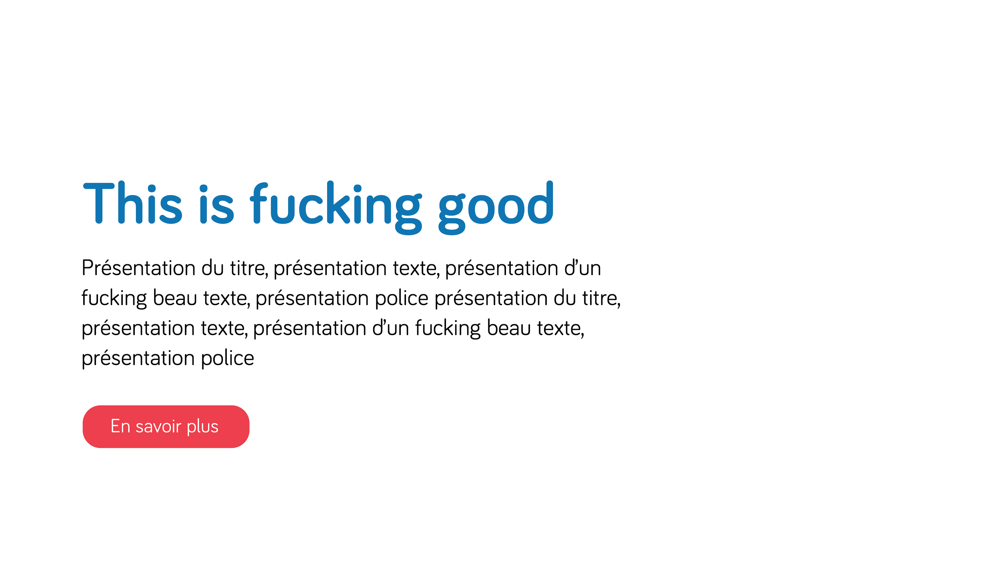 This is fucking good
Présentation du titre, présentation texte, présentation d'un
fucking beau texte, présentation police présentation du titre,
présentation texte, présentation d'un fucking beau texte,
présentation police
En savoir plus